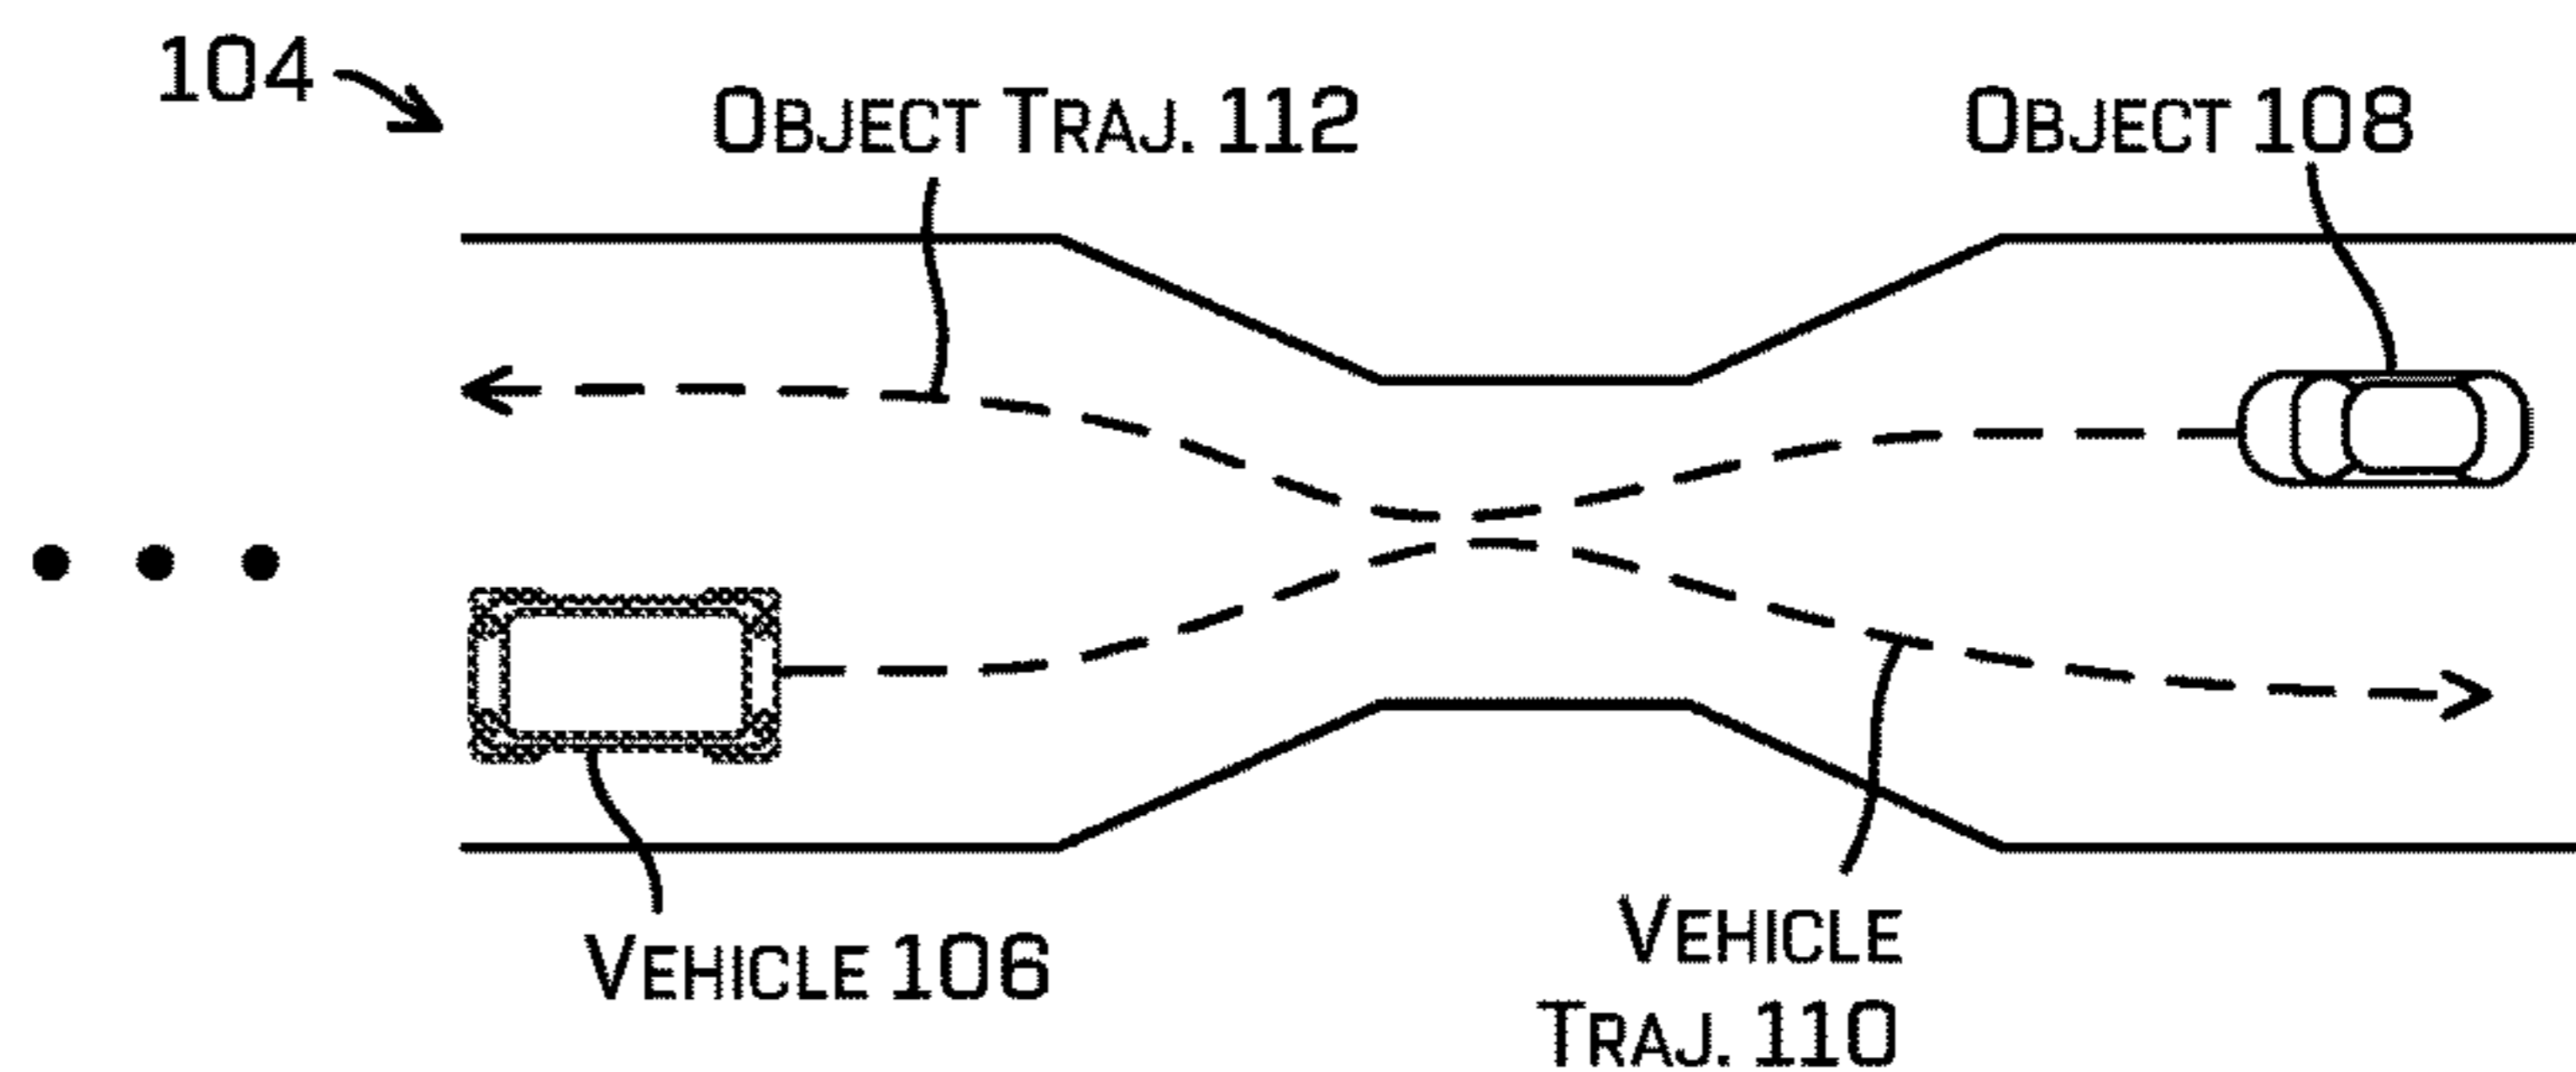 104
OBJECT TRAJ. 112
OBJECT 108
VEHICLE 106
VEHICLE
TRAJ. 110